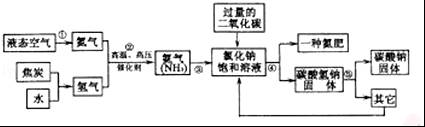 过量的
二氧化碳
液态空气
①
氮气
②
高温、高压
催化剂
焦炭
水
氢气
氨气
(NH₃)
③
氯化钠
饱和溶液
④
一种氮肥
碳酸氢钠
固体
⑤
碳酸钠
固体
其它